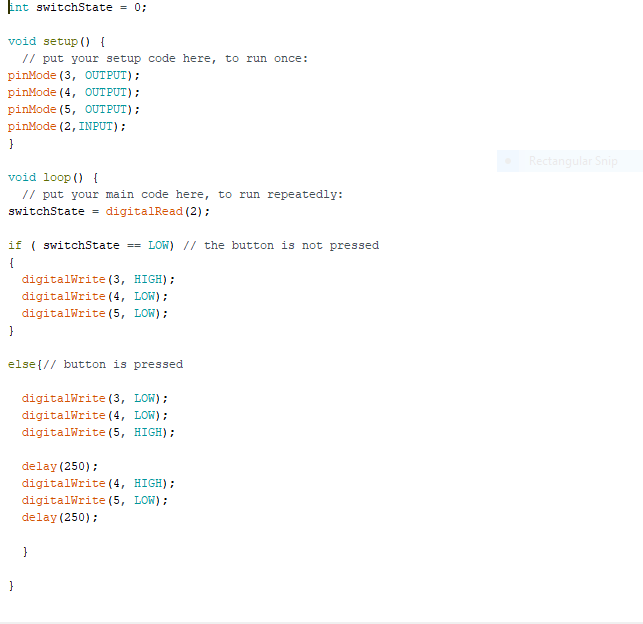 int switchState = 0;
void setup() {
// put your setup code here, to run once:
pinMode(3, OUTPUT);
pinMode(4, OUTPUT);
pinMode(5, OUTPUT);
pinMode(2,INPUT);
}
Rectangular Snip
void loop() {
// put your main code here, to run repeatedly:
switchState = digitalRead(2);
if ( switchState == LOW) // the button is not pressed
{
digitalWrite(3, HIGH);
digitalWrite(4, LOW);
digitalWrite(5, LOW);
}
else{// button is pressed
digitalWrite(3, LOW);
digitalWrite(4, LOW);
digitalWrite(5, HIGH);
delay(250);
digitalWrite(4, HIGH);
digitalWrite(5, LOW);
delay(250);
}
}